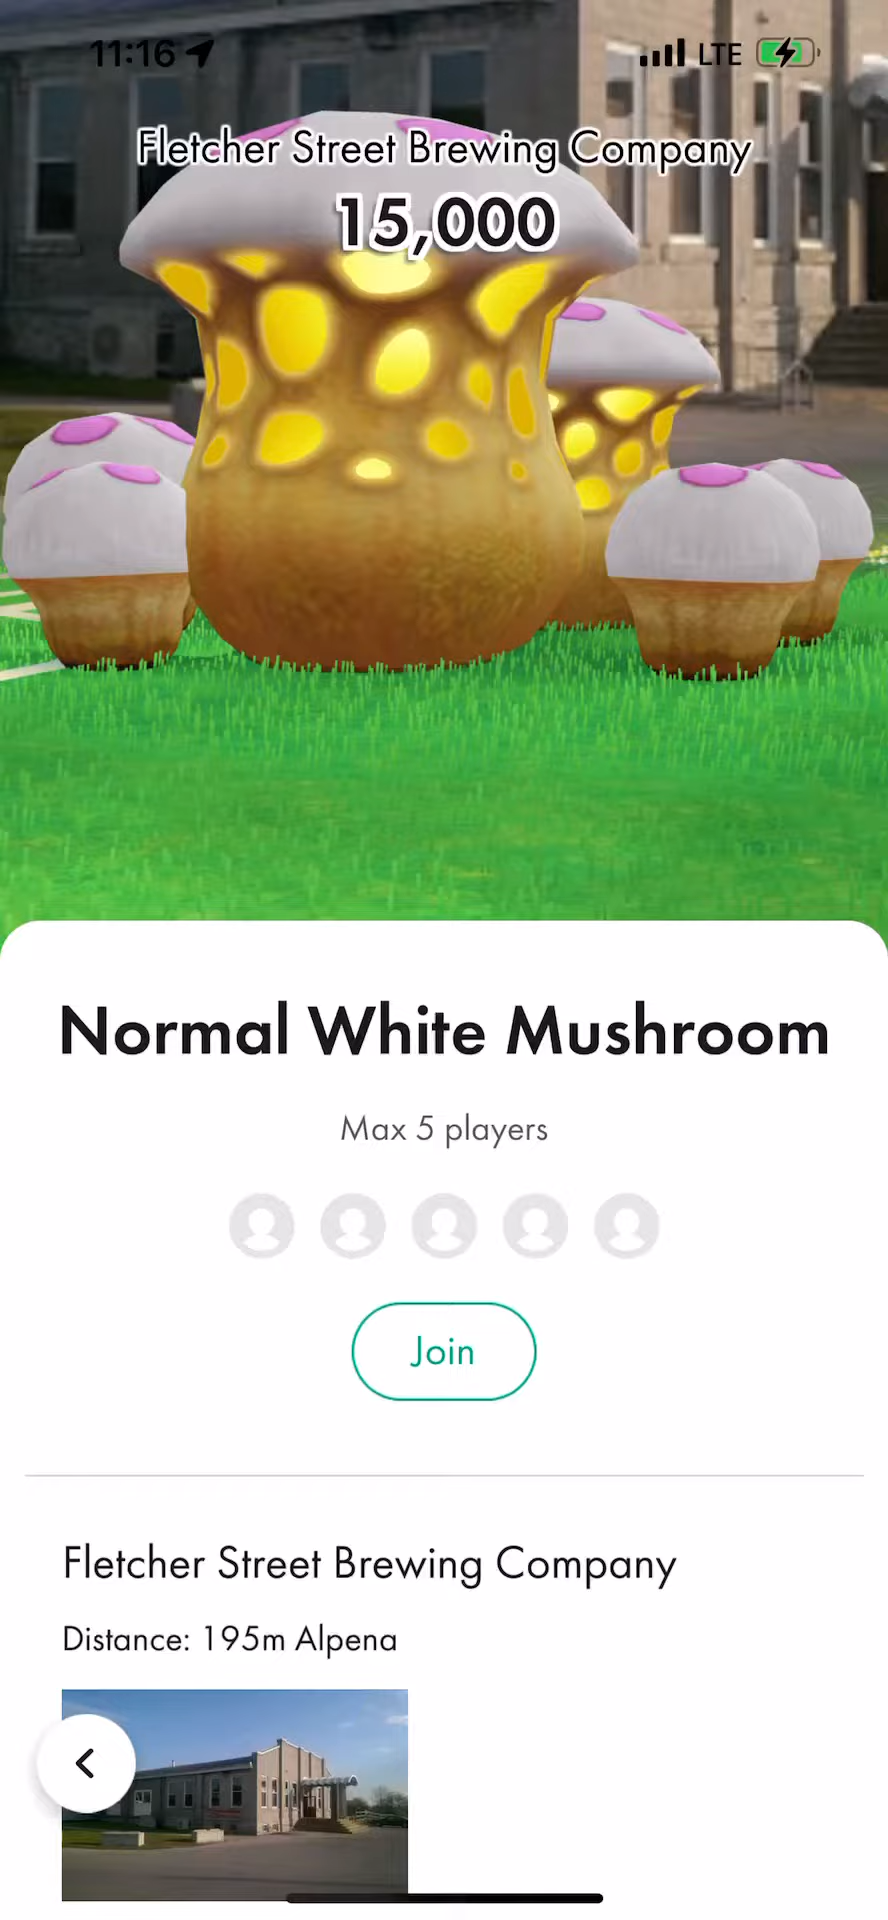 11:16
LTE
Fletcher Street Brewing Company
15,000
Normal White Mushroom
Max 5 players
Join
Fletcher Street Brewing Company
Distance: 195m Alpena